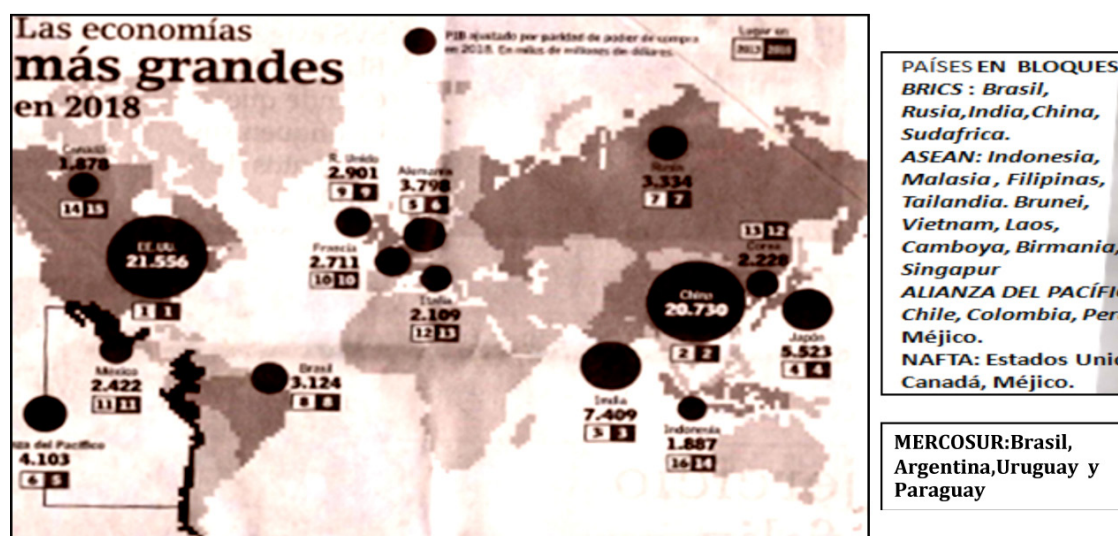 Las economías
más grandes
en 2018
PIB ajustado por paridad de poder de compra
en 2018. En miles de millones de dólares.
Lugar en
2013 2018
Canadá
1.878
14 15
EE.UU.
21.556
1 1
México
2.422
11 11
nza del Pacífico
4.103
6 5
Brasil
3.124
8 8
R. Unido
2.901
9 9
Alemania
3.798
5 6
Francia
2.711
10 10
Italia
2.109
12 13
Rusia
3.334
7 7
13 12
Corea
2.228
China
20.730
2 2
Japón
5.523
4 4
India
7.409
3 3
Indonesia
1.887
16 14
PAÍSES EN BLOQUES
BRICS : Brasil,
Rusia,India,China,
Sudafrica.
ASEAN: Indonesia,
Malasia , Filipinas,
Tailandia. Brunei,
Vietnam, Laos,
Camboya, Birmania,
Singapur
ALIANZA DEL PACÍFI
Chile, Colombia, Per
Méjico.
NAFTA: Estados Uni
Canadá, Méjico.
MERCOSUR:Brasil,
Argentina,Uruguay y
Paraguay